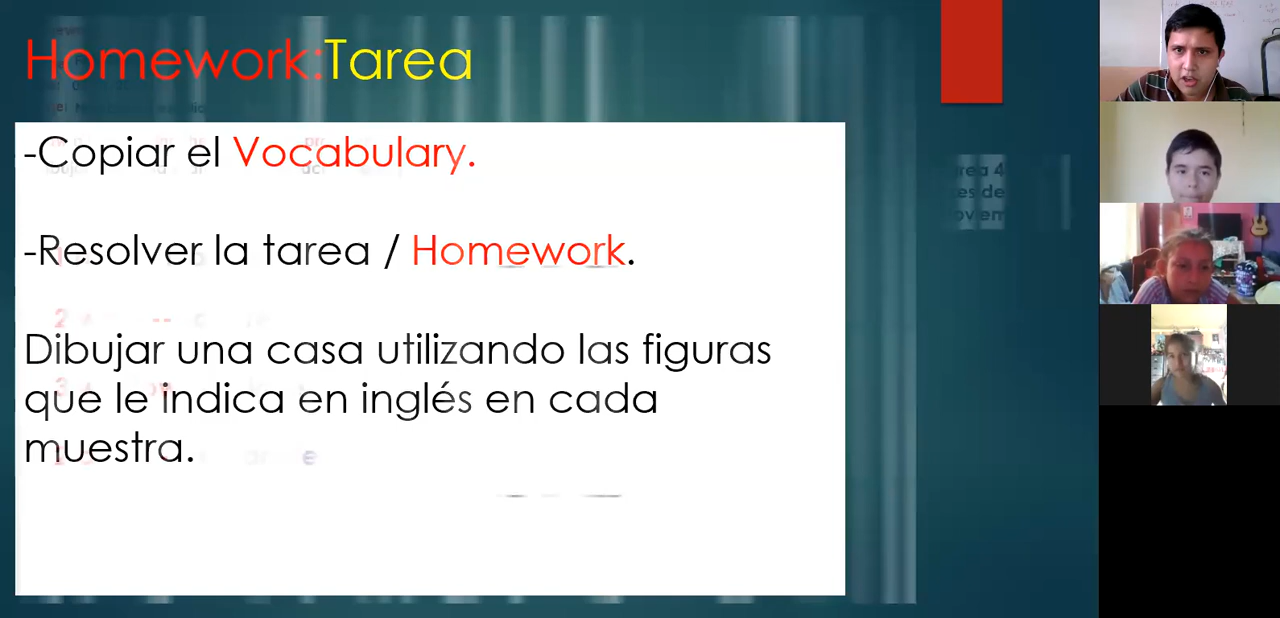 Homework:Tarea
-Copiar el Vocabulary.
-Resolver la tarea / Homework.
Dibujar una casa utilizando las figuras
que le indica en inglés en cada
muestra.